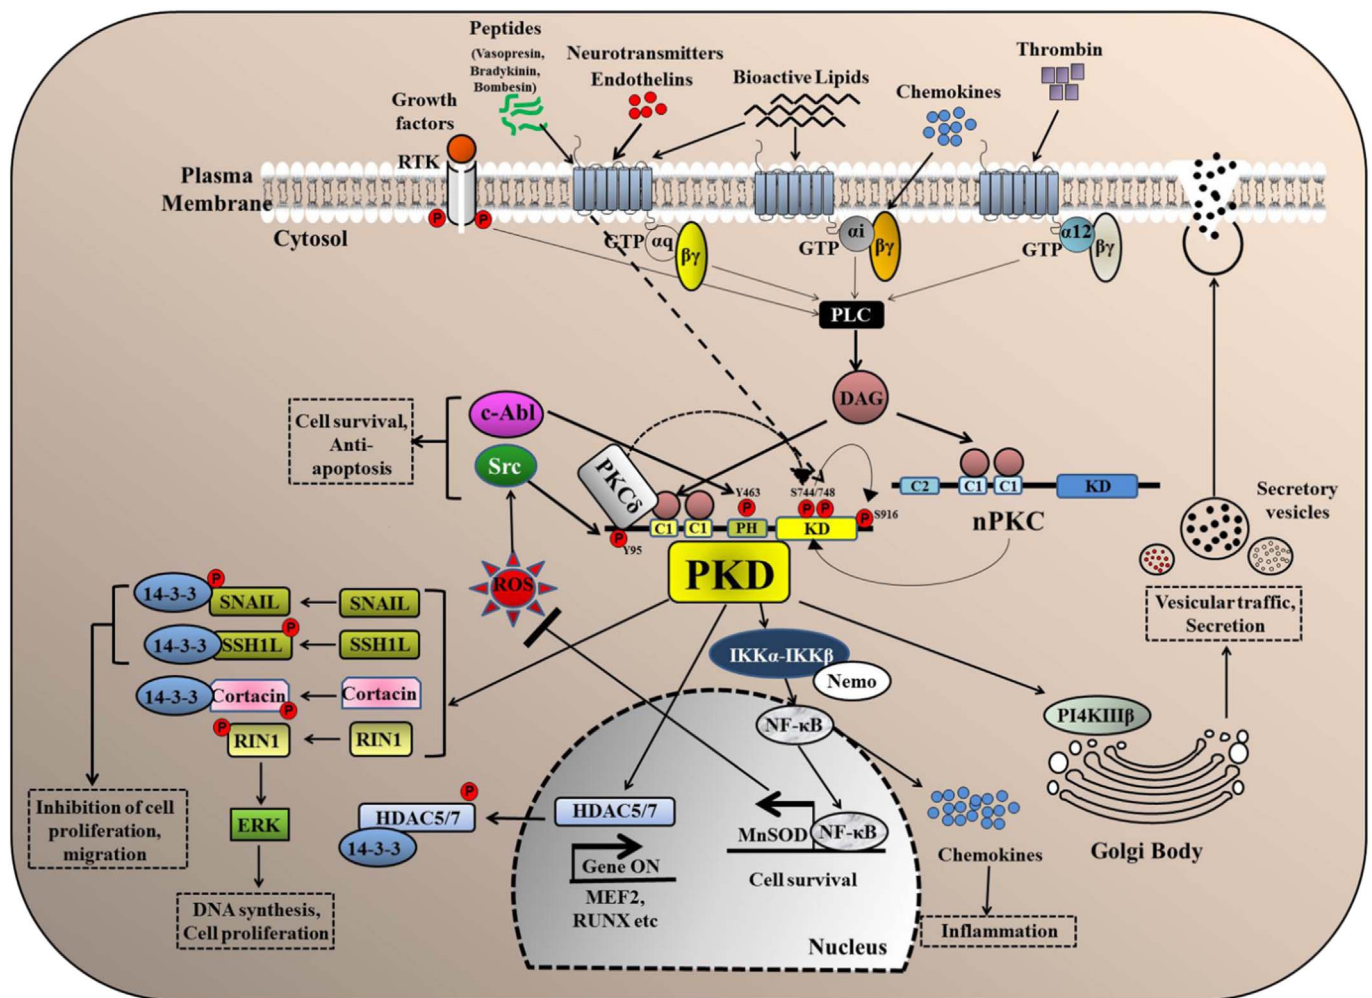 Peptides
(Vasopresin,
Bradykinin,
Bombesin)
Neurotransmitters
Endothelins
Bioactive Lipids
Thrombin
Chemokines
Growth
factors
RTK
Plasma
Membrane
Cytosol
P
P
GTP
αq
βγ
GTP
αi
βγ
GTP
α12
βγ
PLC
DAG
Cell survival,
Anti-
apoptosis
c-Abl
Src
PKCδ
Y463
S744/748
P
P
P
P
S916
C1
C1
PH
KD
P
Y95
C2
C1
C1
KD
nPKC
Secretory
vesicles
PKD
ROS
Vesicular traffic,
Secretion
P
14-3-3
SNAIL
SNAIL
P
14-3-3
SSH1L
SSH1L
14-3-3
Cortacin
P
Cortacin
P
RIN1
RIN1
IKKα-IKKβ
Nemo
NF-κB
PI4KIIIβ
Golgi Body
Inhibition of cell
proliferation,
migration
ERK
DNA synthesis,
Cell proliferation
P
HDAC5/7
14-3-3
HDAC5/7
Gene ON
MEF2,
RUNX etc
MnSOD
NF-κB
Cell survival
Nucleus
Chemokines
Inflammation